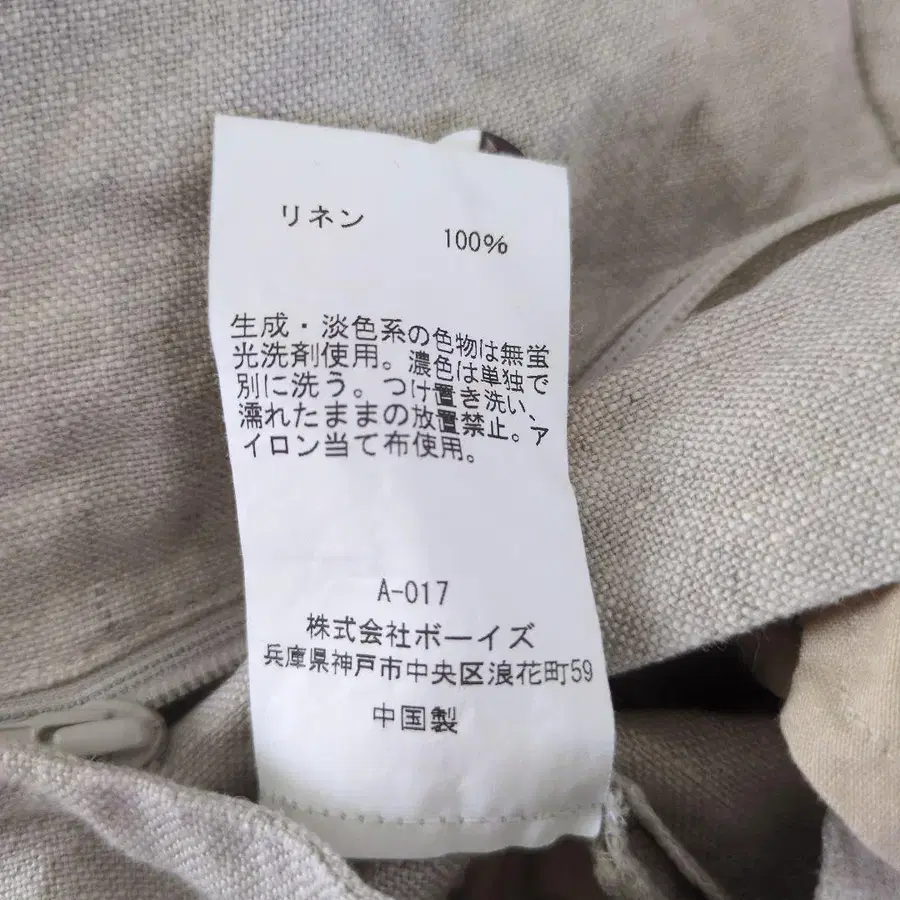 リネン 100%
生成・淡色系の色物は無蛍
光洗剤使用。濃色は単独で
別に洗う。つけ置き洗い、
濡れたままの放置禁止。ア
イロン当て布使用。
A-017
株式会社ボーイズ
兵庫県神戸市中央区浪花町59
中国製